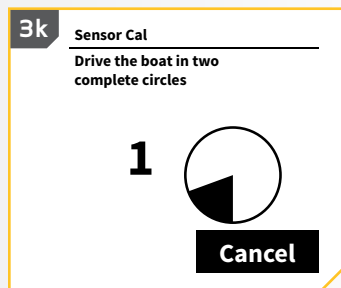 3k
Sensor Cal
Drive the boat in two
complete circles
1
Cancel